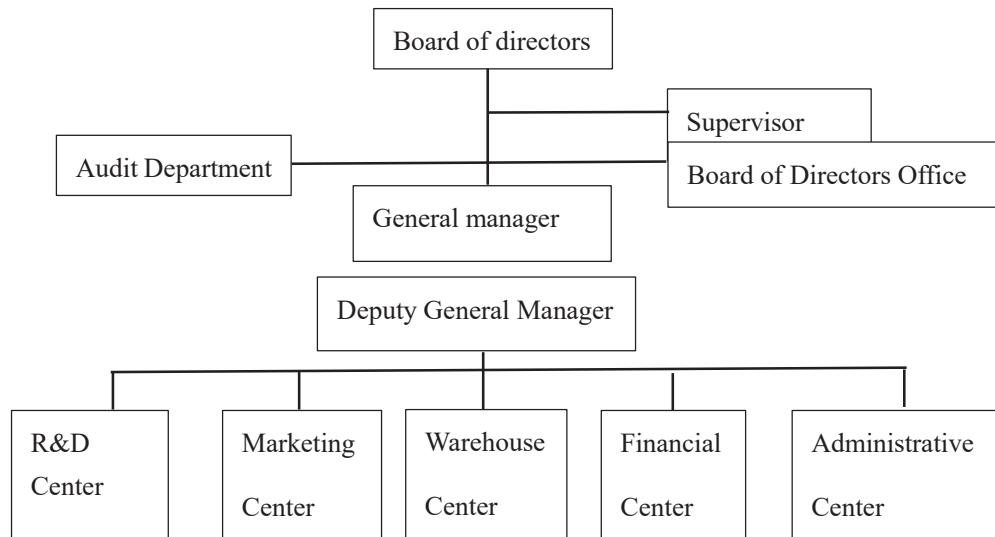 Board of directors
Supervisor
Audit Department
Board of Directors Office
General manager
Deputy General Manager
R&D
Center
Marketing
Center
Warehouse
Center
Financial
Center
Administrative
Center